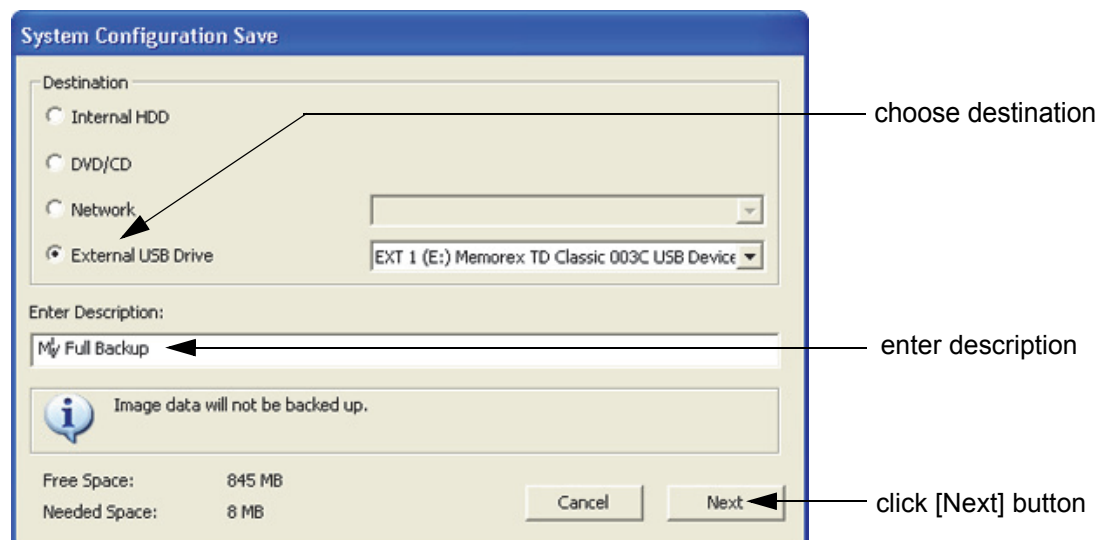 System Configuration Save
Destination
Internal HDD
choose destination
DVD/CD
Network
External USB Drive
EXT 1 (E:) Memorex TD Classic 003C USB Device
Enter Description:
My Full Backup
enter description
Image data will not be backed up.
Free Space: 845 MB
Needed Space: 8 MB
Cancel
Next
click [Next] button